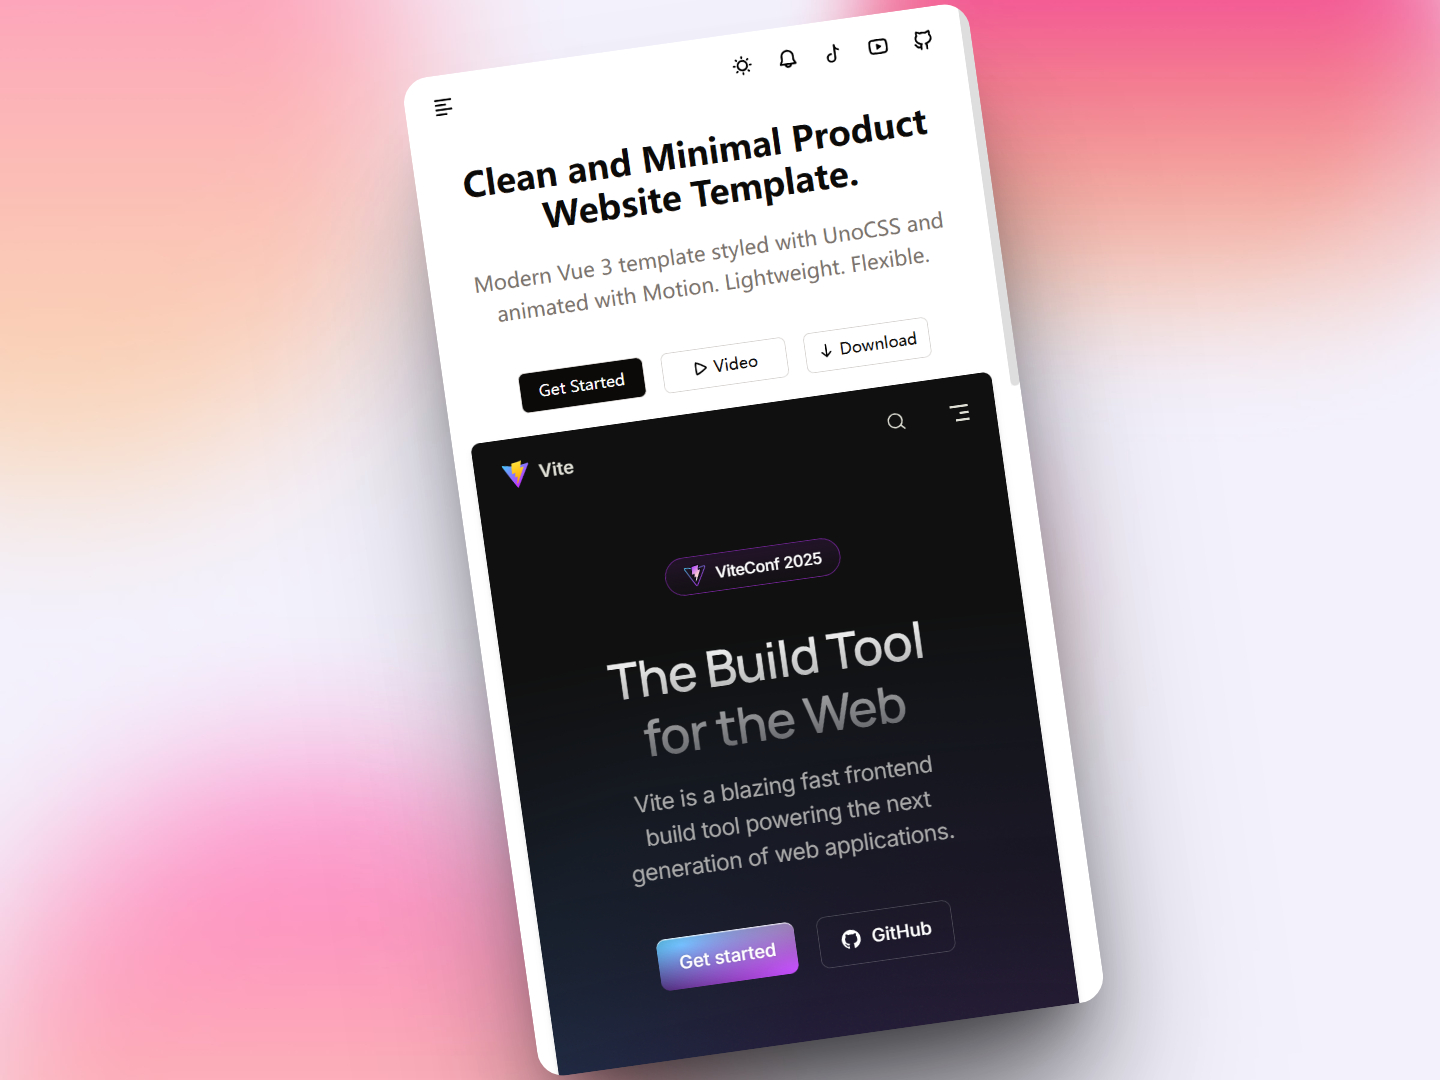 Clean and Minimal Product
Website Template.
Modern Vue 3 template styled with UnoCSS and
animated with Motion. Lightweight. Flexible.
Get Started
Video
Download
Vite
ViteConf 2025
The Build Tool
for the Web
Vite is a blazing fast frontend
build tool powering the next
generation of web applications.
Get started
GitHub